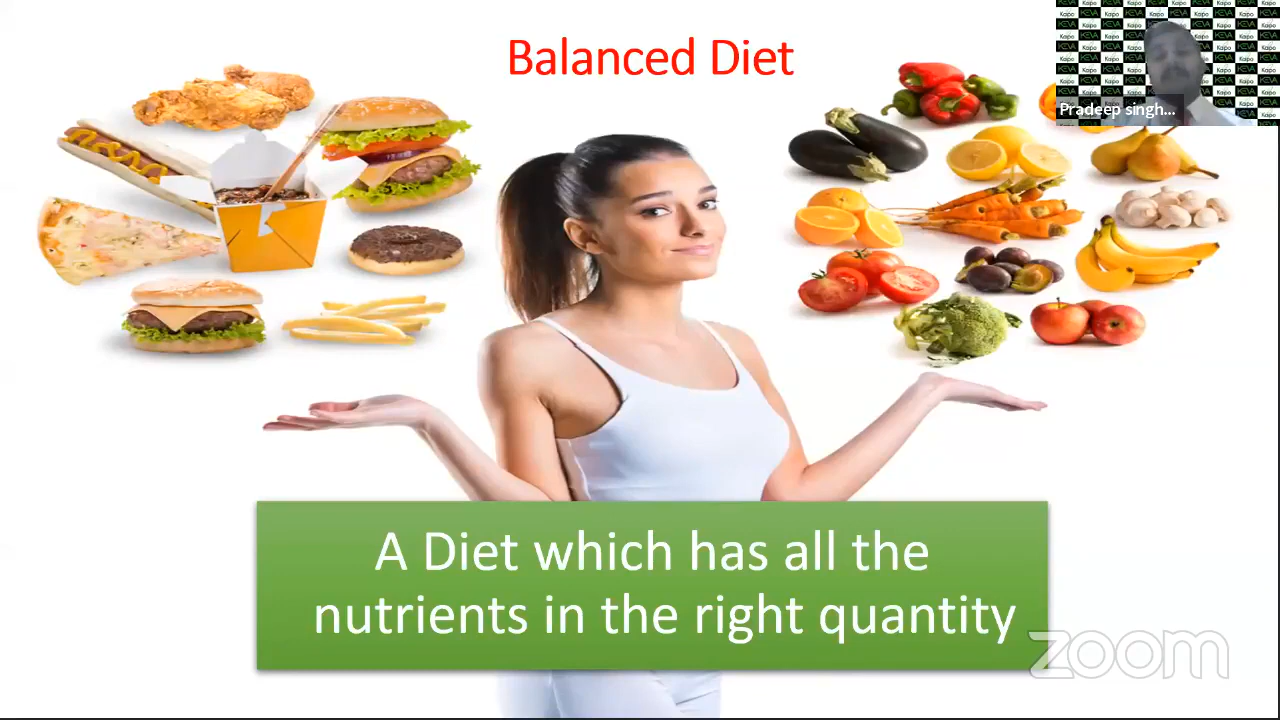 Balanced Diet
Pradeep singh...
A Diet which has all the
nutrients in the right quantity
zoom